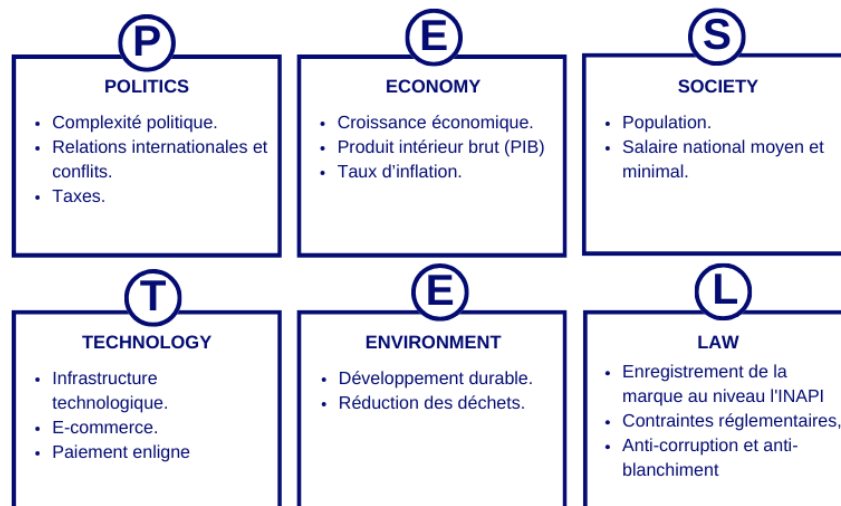 P
POLITICS
• Complexité politique.
• Relations internationales et
conflits.
• Taxes.
E
ECONOMY
• Croissance économique.
• Produit intérieur brut (PIB)
• Taux d'inflation.
S
SOCIETY
• Population.
• Salaire national moyen et
minimal.
T
TECHNOLOGY
• Infrastructure
technologique.
• E-commerce.
• Paiement enligne
E
ENVIRONMENT
• Développement durable.
• Réduction des déchets.
L
LAW
• Enregistrement de la
marque au niveau l'INAPI
• Contraintes réglementaires,
• Anti-corruption et anti-
blanchiment